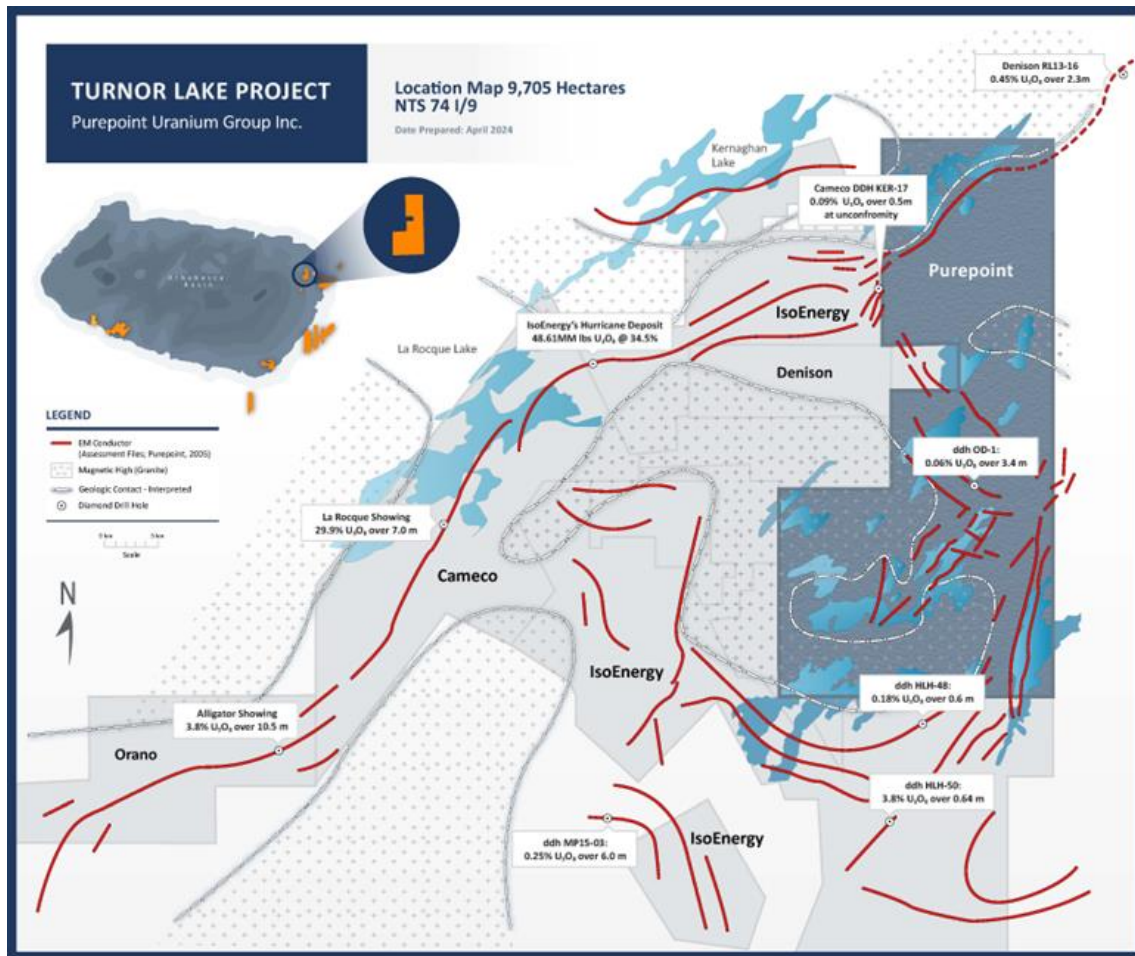 TURNOR LAKE PROJECT
Purepoint Uranium Group Inc.
Location Map 9,705 Hectares
NTS 74 I/9
Date Prepared: April 2024
Denison RL13-16
0.45% U₃O₈ over 2.3m
Kernaghan
Lake
Cameco DDH KER-17
0.09% U₃O₈ over 0.5m
at unconfromity
Purepoint
Athabasca
Basin
IsoEnergy
IsoEnergy's Hurricane Deposit
48.61MM lbs U₃O₈ @ 34.5%
La Rocque Lake
Denison
LEGEND
EM Conductor
(Assessment Files; Purepoint, 2005)
Magnetic High (Granite)
Geologic Contact - Interpreted
Diamond Drill Hole
0 km
5 km
Scale
N
ddh OD-1:
0.06% U₃O₈ over 3.4 m
La Rocque Showing
29.9% U₃O₈ over 7.0 m
Cameco
IsoEnergy
ddh HLH-48:
0.18% U₃O₈ over 0.6 m
Alligator Showing
3.8% U₃O₈ over 10.5 m
Orano
ddh HLH-50:
3.8% U₃O₈ over 0.64 m
ddh MP15-03:
0.25% U₃O₈ over 6.0 m
IsoEnergy